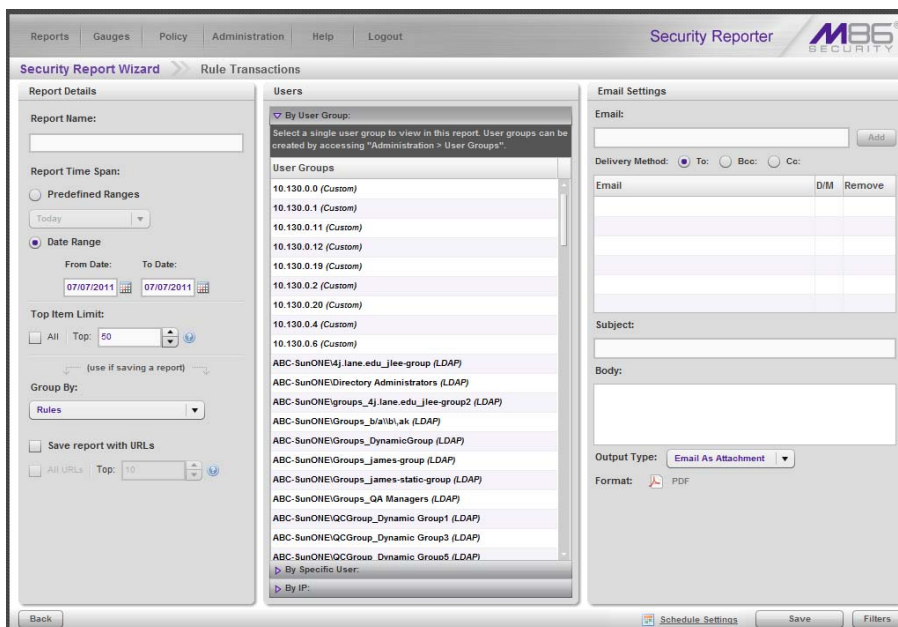 Reports Gauges Policy Administration Help Logout
Security Reporter
M86 SECURITY
Security Report Wizard Rule Transactions
Report Details
Report Name:
Report Time Span:
Predefined Ranges
Today
Date Range
From Date: To Date:
07/07/2011 07/07/2011
Top Item Limit:
All Top: 50
(use if saving a report)
Group By:
Rules
Save report with URLs
All URLs Top: 10
Users
By User Group:
Select a single user group to view in this report. User groups can be
created by accessing "Administration > User Groups".
User Groups
10.130.0.0 (Custom)
10.130.0.1 (Custom)
10.130.0.11 (Custom)
10.130.0.12 (Custom)
10.130.0.19 (Custom)
10.130.0.2 (Custom)
10.130.0.20 (Custom)
10.130.0.4 (Custom)
10.130.0.6 (Custom)
ABC-SunONE\4j.lane.edu_jlee-group (LDAP)
ABC-SunONE\Directory Administrators (LDAP)
ABC-SunONE\groups_4j.lane.edu_jlee-group2 (LDAP)
ABC-SunONE\Groups_b/a\\b\,ak (LDAP)
ABC-SunONE\Groups_DynamicGroup (LDAP)
ABC-SunONE\Groups_james-group (LDAP)
ABC-SunONE\Groups_james-static-group (LDAP)
ABC-SunONE\Groups_QA Managers (LDAP)
ABC-SunONE\QCGroup_Dynamic Group1 (LDAP)
ABC-SunONE\QCGroup_Dynamic Group3 (LDAP)
ABC-SunONE\QCGroup_Dynamic Group5 (LDAP)
By Specific User:
By IP:
Email Settings
Email:
Add
Delivery Method: To: Bcc: Cc:
Email D/M Remove
Subject:
Body:
Output Type: Email As Attachment
Format: PDF
Back Schedule Settings Save Filters